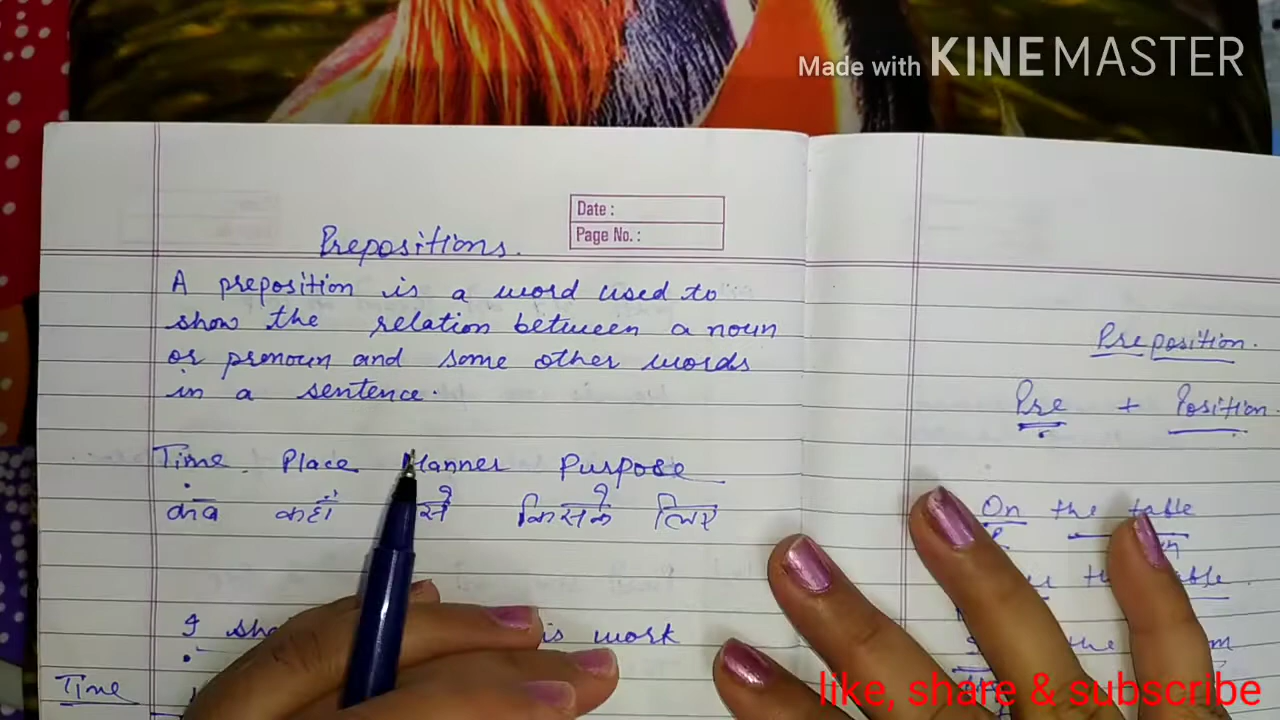 Made with KINEMASTER
Date :
Page No. :
Prepositions.
A preposition is a word used to
show the relation between a noun
or pronoun and some other words
in a sentence.
Time Place Manner Purpose
कब कहाँ किसके लिए
I is work
Time
Preposition.
Pre + Position
On the table
the
like, share & subscribe